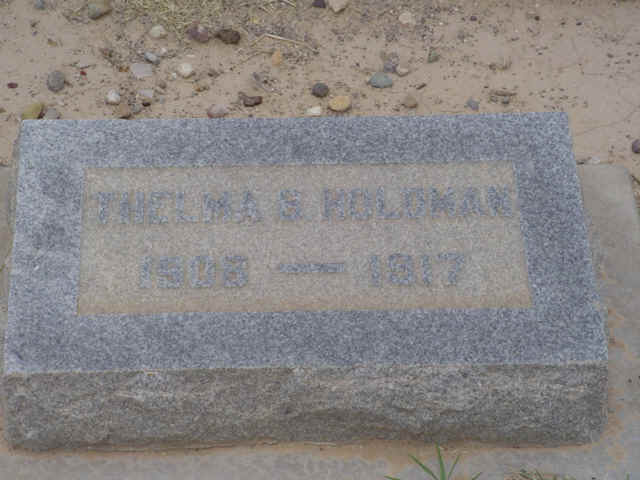 THELMA S. HOLDMAN
1908 — 1917